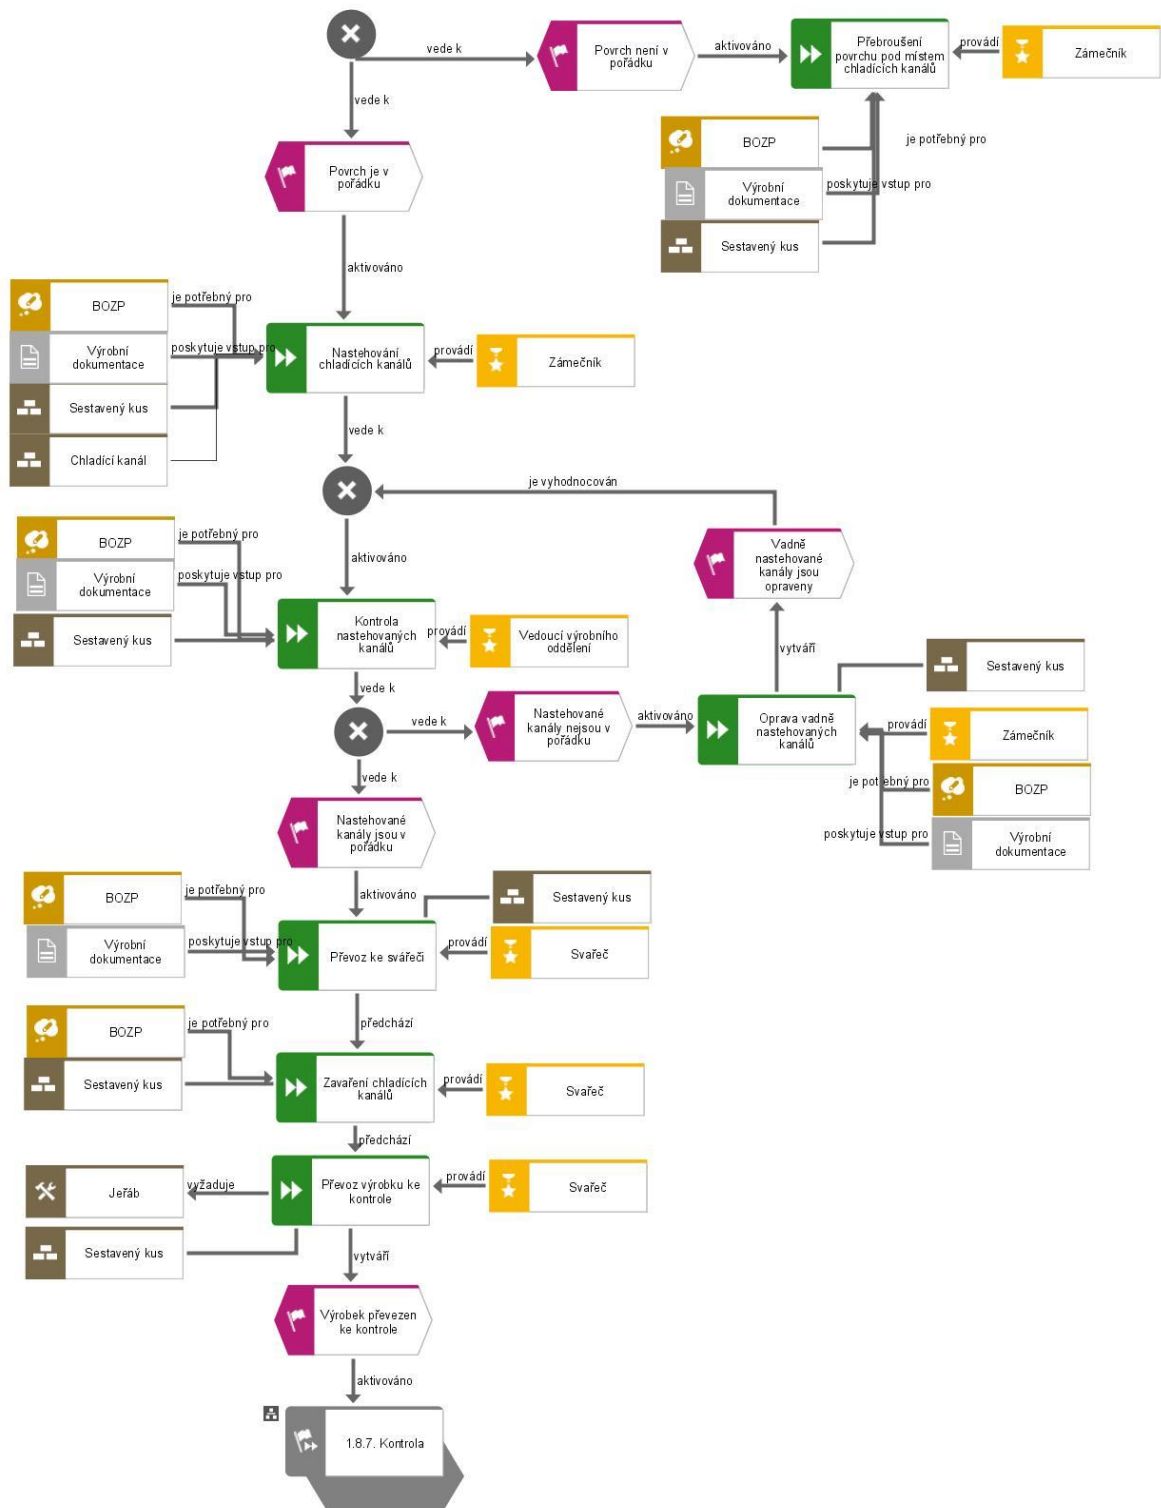 vede k
Povrch není v
pořádku
aktivováno
Přebroušení
povrchu pod místem
chladících kanálů
provádí
Zámečník
vede k
BOZP
je potřebný pro
Výrobní
dokumentace
poskytuje vstup pro
Sestavený kus
Povrch je v
pořádku
aktivováno
BOZP
je potřebný pro
Výrobní
dokumentace
poskytuje vstup pro
Nastehování
chladících kanálů
provádí
Zámečník
Sestavený kus
Chladící kanál
vede k
je vyhodnocován
BOZP
je potřebný pro
aktivováno
Vadně
nastehované
kanály jsou
opraveny
Výrobní
dokumentace
poskytuje vstup pro
Sestavený kus
Kontrola
nastehovaných
kanálů
provádí
Vedoucí výrobního
oddělení
vytváří
Sestavený kus
vede k
vede k
Nastehované
kanály nejsou v
pořádku
aktivováno
Oprava vadně
nastehovaných
kanálů
provádí
Zámečník
je potřebný pro
BOZP
poskytuje vstup pro
Výrobní
dokumentace
vede k
Nastehované
kanály jsou v
pořádku
aktivováno
BOZP
je potřebný pro
Sestavený kus
Výrobní
dokumentace
poskytuje vstup pro
Převoz ke svářeči
provádí
Svařeč
předchází
BOZP
je potřebný pro
Sestavený kus
Zavaření chladících
kanálů
provádí
Svařeč
předchází
Jeřáb
vyžaduje
Převoz výrobku ke
kontrole
provádí
Svařeč
Sestavený kus
vytváří
Výrobek převezen
ke kontrole
aktivováno
1.8.7. Kontrola